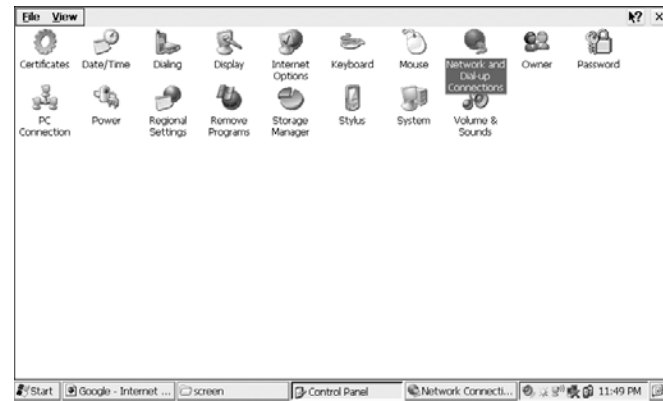 File View
?
×
Certificates Date/Time Dialing Display Internet Options Keyboard Mouse Network and Dial-up Connections Owner Password
PC Connection Power Regional Settings Remove Programs Storage Manager Stylus System Volume & Sounds
Start Google - Internet ... screen Control Panel Network Connecti... 11:49 PM